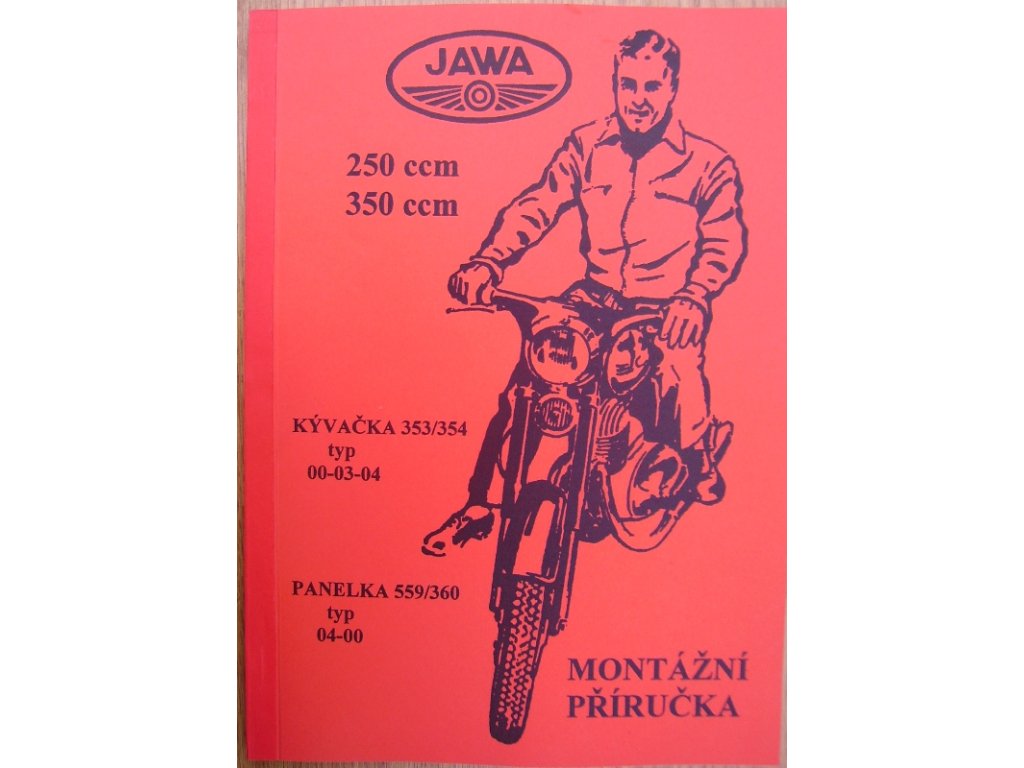 JAWA
250 ccm
350 ccm
KÝVAČKA 353/354
typ
00-03-04
PANELKA 559/360
typ
04-00
MONTÁŽNÍ
PŘÍRUČKA